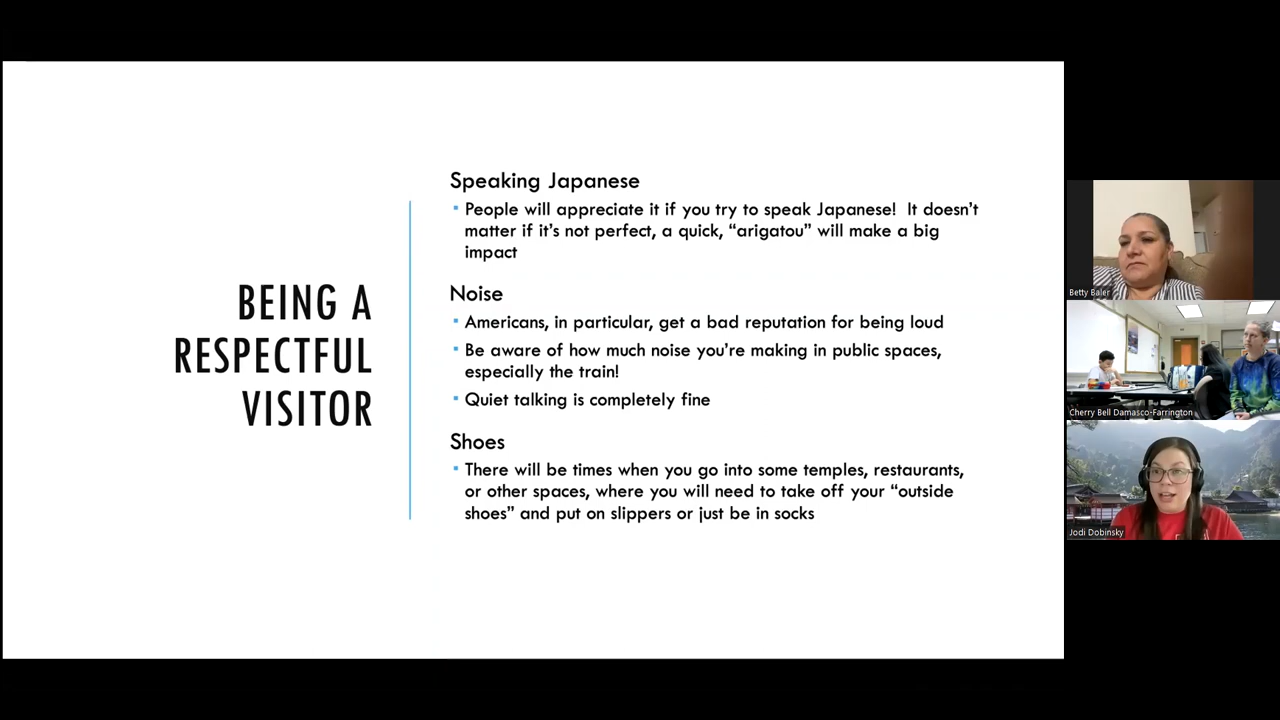 BEING A
RESPECTFUL
VISITOR
Speaking Japanese
▪ People will appreciate it if you try to speak Japanese!  It doesn’t
matter if it’s not perfect, a quick, “arigatou” will make a big
impact
Noise
▪ Americans, in particular, get a bad reputation for being loud
▪ Be aware of how much noise you’re making in public spaces,
especially the train!
▪ Quiet talking is completely fine
Shoes
▪ There will be times when you go into some temples, restaurants,
or other spaces, where you will need to take off your “outside
shoes” and put on slippers or just be in socks
Betty Baler
Cherry Bell Damasco-Farrington
Jodi Dobinsky